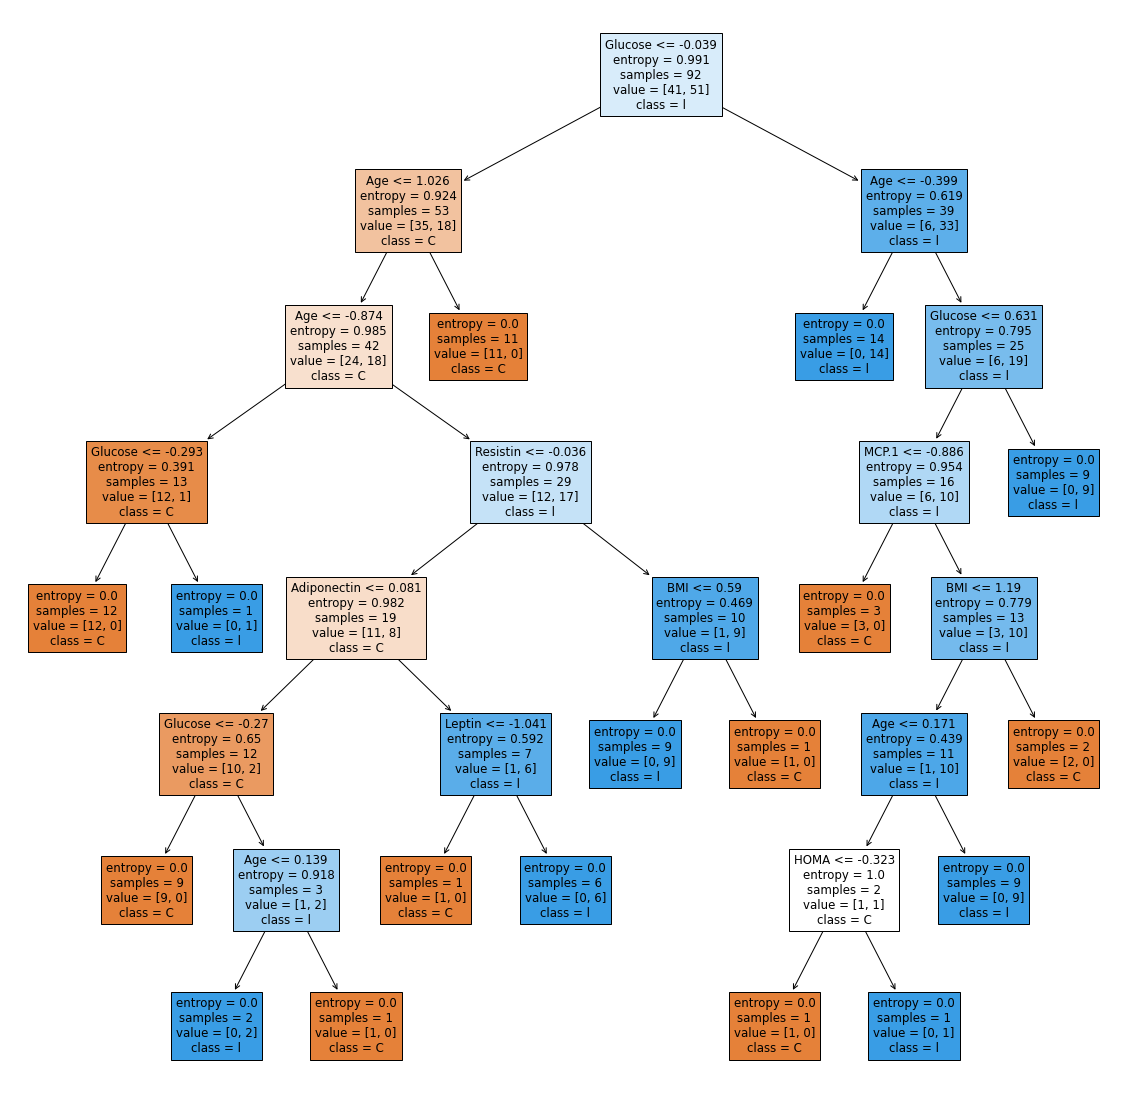 Glucose <= -0.039
entropy = 0.991
samples = 92
value = [41, 51]
class = l
Age <= 1.026
entropy = 0.924
samples = 53
value = [35, 18]
class = C
Age <= -0.399
entropy = 0.619
samples = 39
value = [6, 33]
class = l
Age <= -0.874
entropy = 0.985
samples = 42
value = [24, 18]
class = C
entropy = 0.0
samples = 11
value = [11, 0]
class = C
entropy = 0.0
samples = 14
value = [0, 14]
class = l
Glucose <= 0.631
entropy = 0.795
samples = 25
value = [6, 19]
class = l
Glucose <= -0.293
entropy = 0.391
samples = 13
value = [12, 1]
class = C
Resistin <= -0.036
entropy = 0.978
samples = 29
value = [12, 17]
class = l
MCP.1 <= -0.886
entropy = 0.954
samples = 16
value = [6, 10]
class = l
entropy = 0.0
samples = 9
value = [0, 9]
class = l
entropy = 0.0
samples = 12
value = [12, 0]
class = C
entropy = 0.0
samples = 1
value = [0, 1]
class = l
Adiponectin <= 0.081
entropy = 0.982
samples = 19
value = [11, 8]
class = C
BMI <= 0.59
entropy = 0.469
samples = 10
value = [1, 9]
class = l
entropy = 0.0
samples = 3
value = [3, 0]
class = C
BMI <= 1.19
entropy = 0.779
samples = 13
value = [3, 10]
class = l
Glucose <= -0.27
entropy = 0.65
samples = 12
value = [10, 2]
class = C
Leptin <= -1.041
entropy = 0.592
samples = 7
value = [1, 6]
class = l
entropy = 0.0
samples = 9
value = [0, 9]
class = l
entropy = 0.0
samples = 1
value = [1, 0]
class = C
Age <= 0.171
entropy = 0.439
samples = 11
value = [1, 10]
class = l
entropy = 0.0
samples = 2
value = [2, 0]
class = C
entropy = 0.0
samples = 9
value = [9, 0]
class = C
Age <= 0.139
entropy = 0.918
samples = 3
value = [1, 2]
class = l
entropy = 0.0
samples = 1
value = [1, 0]
class = C
entropy = 0.0
samples = 6
value = [0, 6]
class = l
HOMA <= -0.323
entropy = 1.0
samples = 2
value = [1, 1]
class = C
entropy = 0.0
samples = 9
value = [0, 9]
class = l
entropy = 0.0
samples = 2
value = [0, 2]
class = l
entropy = 0.0
samples = 1
value = [1, 0]
class = C
entropy = 0.0
samples = 1
value = [1, 0]
class = C
entropy = 0.0
samples = 1
value = [0, 1]
class = l